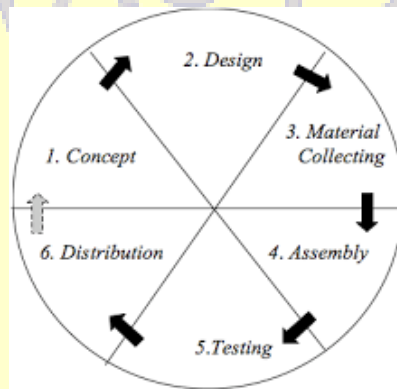 1. Concept
2. Design
3. Material
Collecting
4. Assembly
5.Testing
6. Distribution